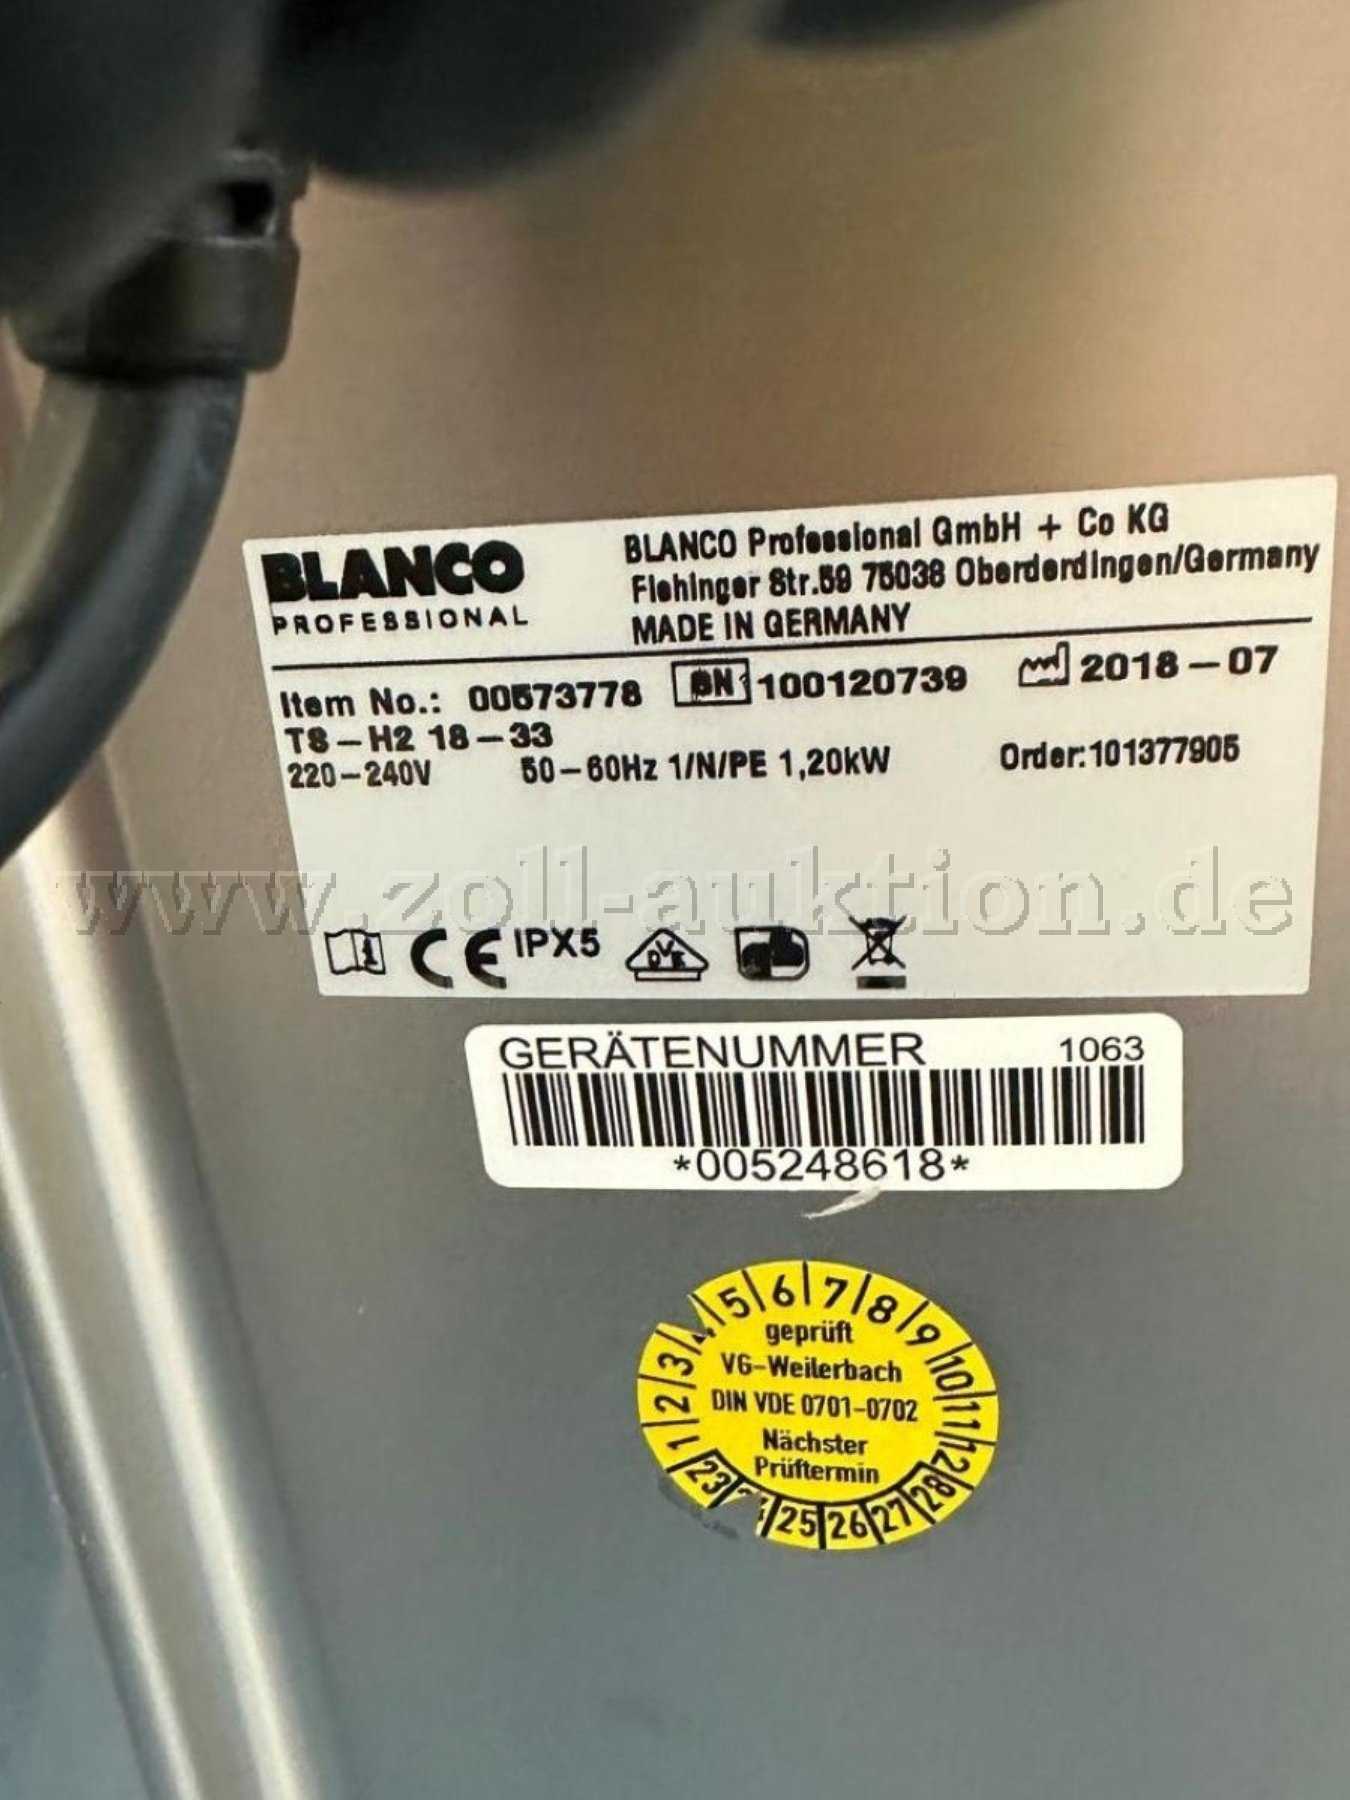 BLANCO
PROFESSIONAL
BLANCO Professional GmbH + Co KG
Flehinger Str.59 75038 Oberderdingen/Germany
MADE IN GERMANY
Item No.: 00573778 SN 100120739 2018-07
TS-H2 18-33
220-240V 50-60Hz 1/N/PE 1,20kW Order:101377905
www.zoll-auktion.de
CE IPX5 DVE
GERÄTENUMMER 1063
*005248618*
1 2 3 4 5 6 7 8 9 10 11 12
geprüft
VG-Weilerbach
DIN VDE 0701-0702
Nächster
Prüftermin
23 25 26 27 28